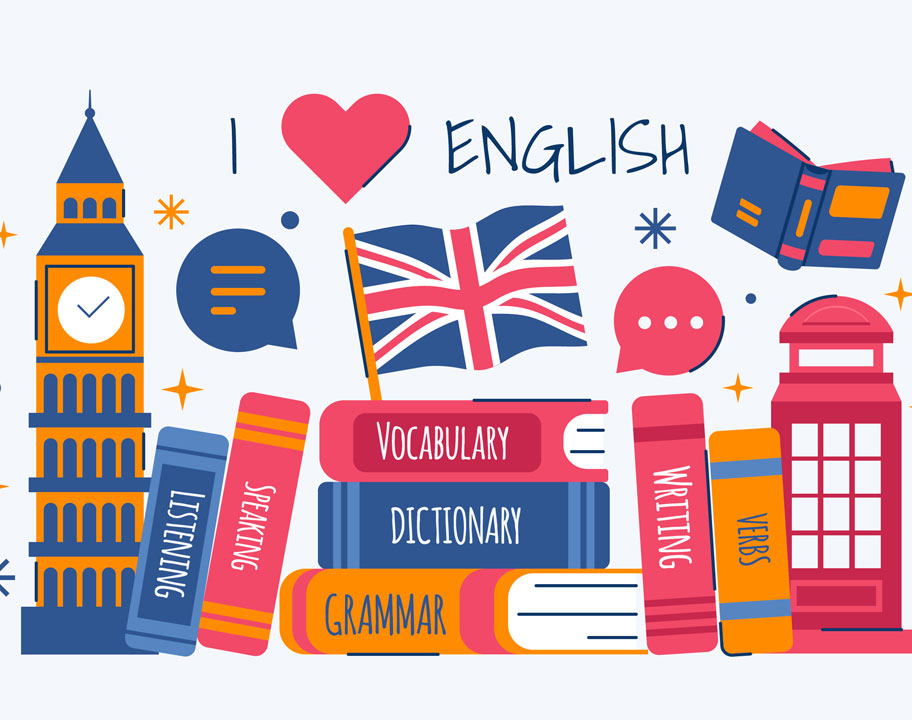 I ENGLISH
VOCABULARY
DICTIONARY
GRAMMAR
LISTENING
SPEAKING
WRITING
VERBS